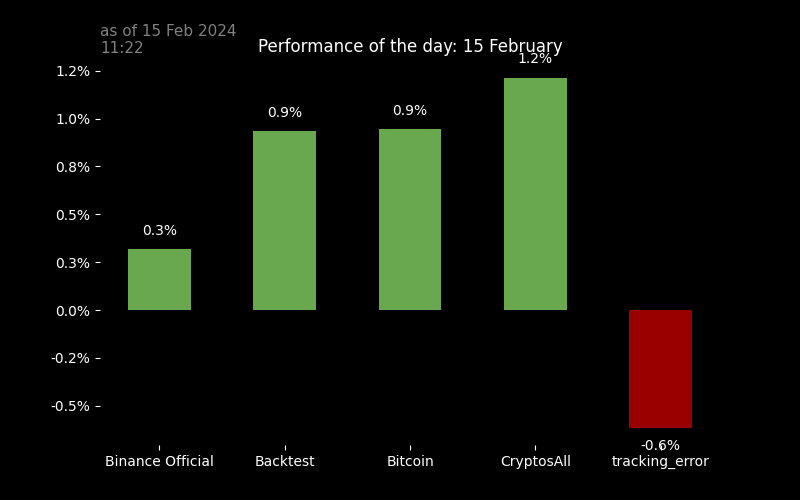 as of 15 Feb 2024
11:22
Performance of the day: 15 February
1.2%
1.0%
0.8%
0.5%
0.3%
0.0%
-0.2%
-0.5%
0.3%
0.9%
0.9%
1.2%
-0.6%
Binance Official
Backtest
Bitcoin
CryptosAll
tracking_error